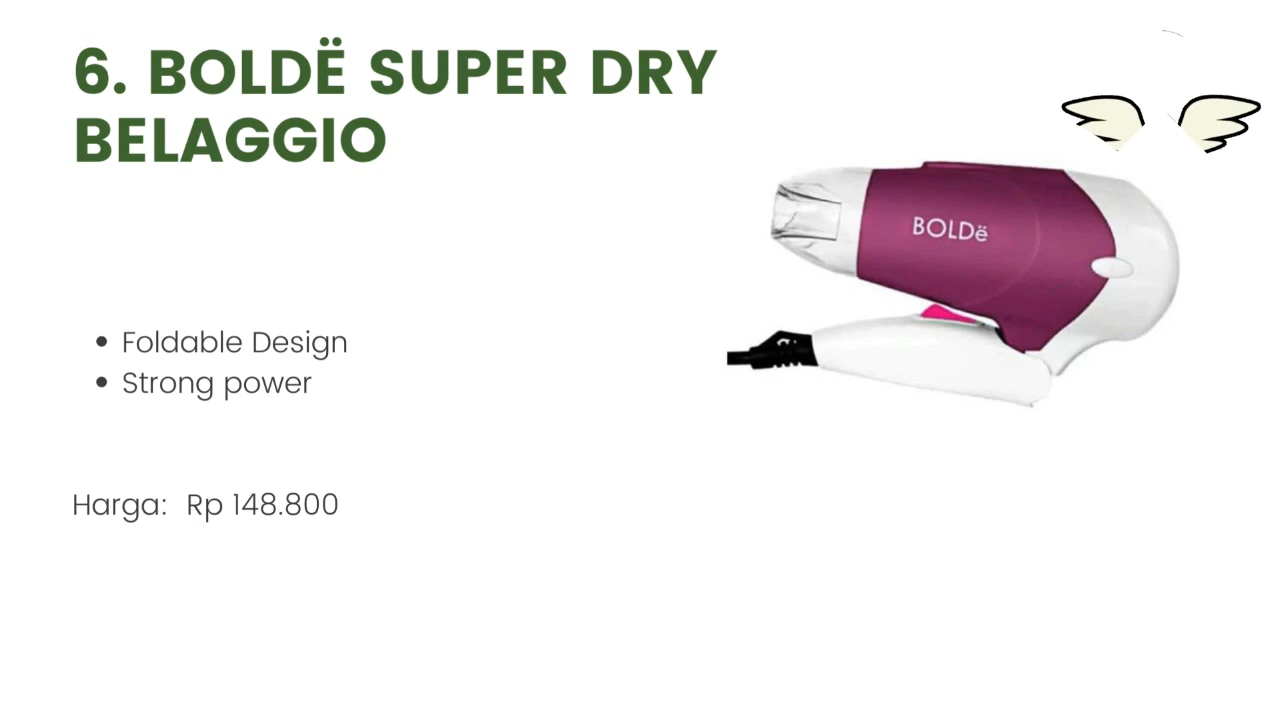 6. BOLDË SUPER DRY
BELAGGIO
BOLDë
• Foldable Design
• Strong power
Harga: Rp 148.800